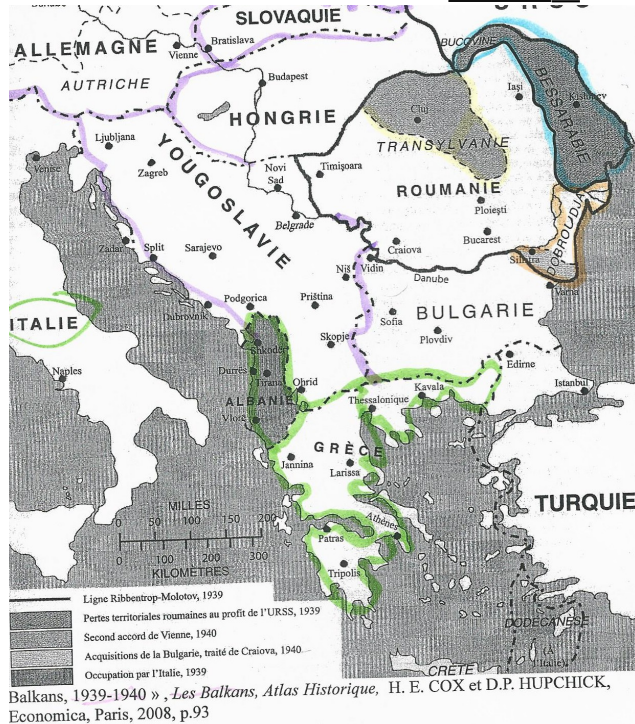 SLOVAQUIE
ALLEMAGNE
Vienne
Bratislava
BUCOVINE
AUTRICHE
Budapest
Iaşi
BESSARABIE
Kishinev
HONGRIE
Cluj
TRANSYLVANIE
Ljubljana
YOUGOSLAVIE
Venise
Zagreb
Novi
Sad
Timişoara
ROUMANIE
Ploieşti
DOBROUDJA
Belgrade
Bucarest
Zadar
Split
Sarajevo
Craiova
Silistra
Niš
Vidin
Danube
Varna
Podgorica
Priština
BULGARIE
Dubrovnik
Sofia
ITALIE
Skopje
Plovdiv
Shkodër
Edirne
Naples
Durrës
Tirana
Ohrid
Kavala
Istanbul
ALBANIE
Thessalonique
Vlorë
GRÈCE
Jannina
Larissa
TURQUIE
MILLES
0 50 100 150 200
Athènes
Patras
0 100 200 300
KILOMÈTRES
Tripolis
DODÉCANÈSE
(À
l'Italie)
CRÈTE
Ligne Ribbentrop-Molotov, 1939
Pertes territoriales roumaines au profit de l'URSS, 1939
Second accord de Vienne, 1940
Acquisitions de la Bulgarie, traité de Craiova, 1940
Occupation par l'Italie, 1939
Balkans, 1939-1940 » , Les Balkans, Atlas Historique, H. E. COX et D.P. HUPCHICK,
Economica, Paris, 2008, p.93